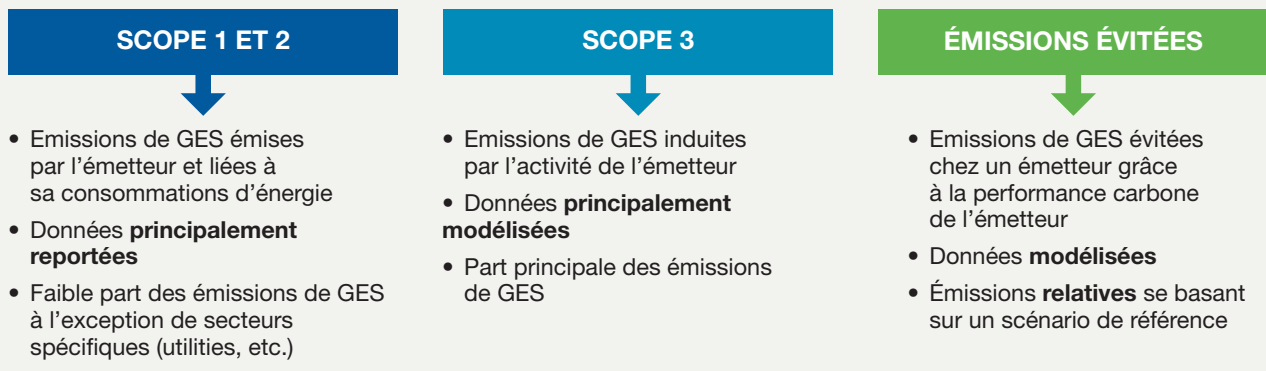 SCOPE 1 ET 2
• Emissions de GES émises
par l'émetteur et liées à
sa consommations d'énergie
• Données principalement
reportées
• Faible part des émissions de GES
à l'exception de secteurs
spécifiques (utilities, etc.)
SCOPE 3
• Emissions de GES induites
par l'activité de l'émetteur
• Données principalement
modélisées
• Part principale des émissions
de GES
ÉMISSIONS ÉVITÉES
• Emissions de GES évitées
chez un émetteur grâce
à la performance carbone
de l'émetteur
• Données modélisées
• Émissions relatives se basant
sur un scénario de référence